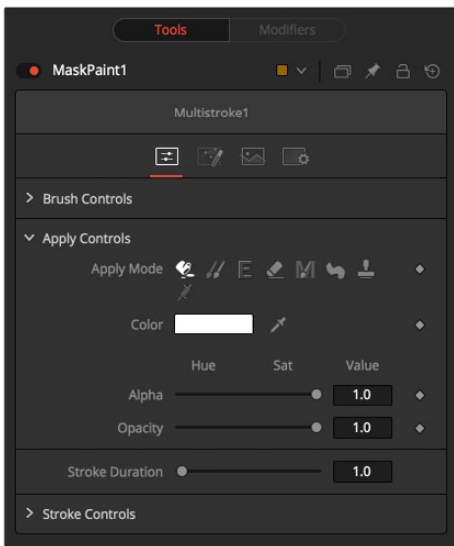 Tools Modifiers
MaskPaint1
Multistroke1
Brush Controls
Apply Controls
Apply Mode
Color
Hue Sat Value
Alpha 1.0
Opacity 1.0
Stroke Duration 1.0
Stroke Controls